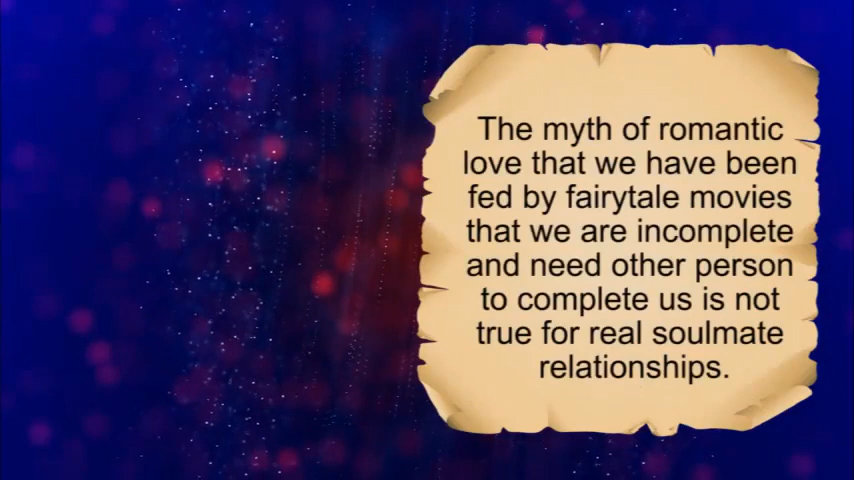 The myth of romantic
love that we have been
fed by fairytale movies
that we are incomplete
and need other person
to complete us is not
true for real soulmate
relationships.